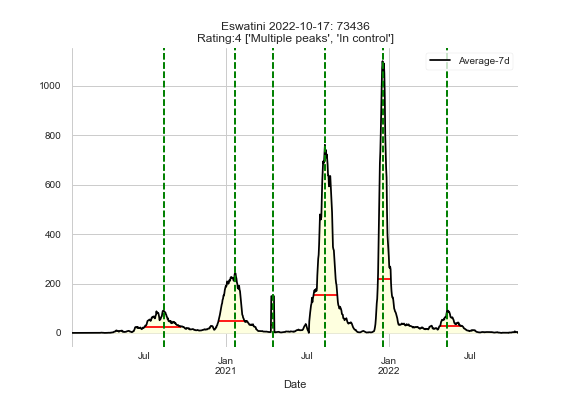 Eswatini 2022-10-17: 73436
Rating:4 ['Multiple peaks', 'In control']
Average-7d
1000
800
600
400
200
0
Jul
Jan
2021
Jul
Jan
2022
Jul
Date